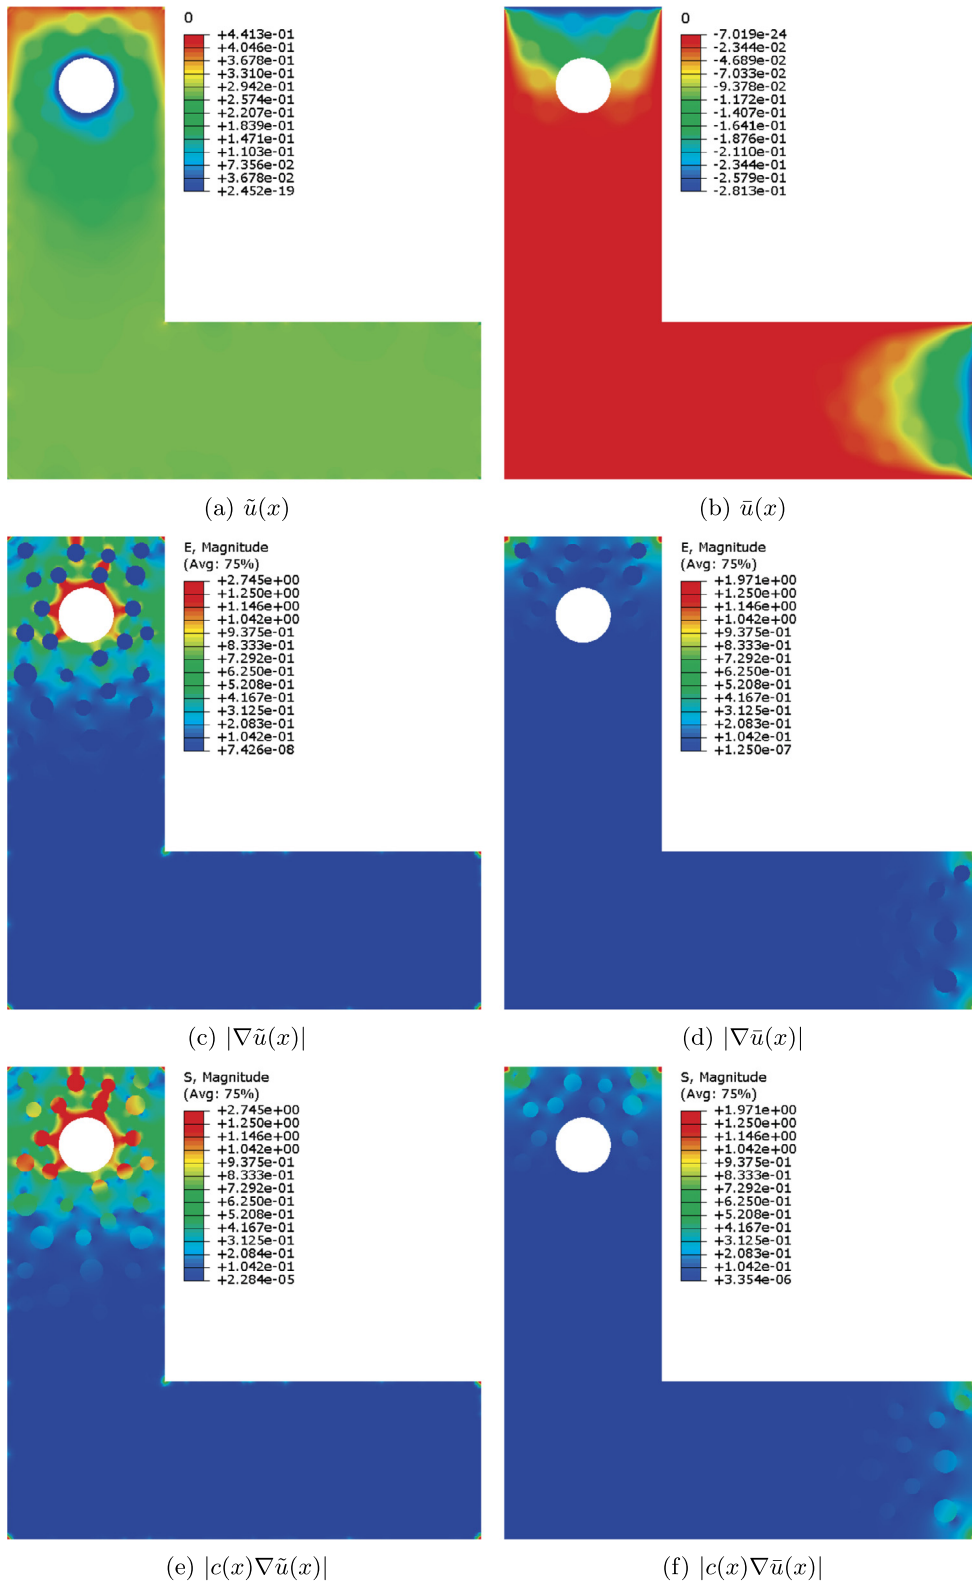 0
+4.413e-01
+4.046e-01
+3.678e-01
+3.310e-01
+2.942e-01
+2.574e-01
+2.207e-01
+1.839e-01
+1.471e-01
+1.103e-01
+7.356e-02
+3.678e-02
+2.452e-19
0
-7.019e-24
-2.344e-02
-4.689e-02
-7.033e-02
-9.378e-02
-1.172e-01
-1.407e-01
-1.641e-01
-1.876e-01
-2.110e-01
-2.344e-01
-2.579e-01
-2.813e-01
(a) ũ(x)
(b) ū(x)
E, Magnitude
(Avg: 75%)
+2.745e+00
+1.250e+00
+1.146e+00
+1.042e+00
+9.375e-01
+8.333e-01
+7.292e-01
+6.250e-01
+5.208e-01
+4.167e-01
+3.125e-01
+2.083e-01
+1.042e-01
+7.426e-08
E, Magnitude
(Avg: 75%)
+1.971e+00
+1.250e+00
+1.146e+00
+1.042e+00
+9.375e-01
+8.333e-01
+7.292e-01
+6.250e-01
+5.208e-01
+4.167e-01
+3.125e-01
+2.083e-01
+1.042e-01
+1.250e-07
(c) |∇ũ(x)|
(d) |∇ū(x)|
S, Magnitude
(Avg: 75%)
+2.745e+00
+1.250e+00
+1.146e+00
+1.042e+00
+9.375e-01
+8.333e-01
+7.292e-01
+6.250e-01
+5.208e-01
+4.167e-01
+3.125e-01
+2.084e-01
+1.042e-01
+2.284e-05
S, Magnitude
(Avg: 75%)
+1.971e+00
+1.250e+00
+1.146e+00
+1.042e+00
+9.375e-01
+8.333e-01
+7.292e-01
+6.250e-01
+5.208e-01
+4.167e-01
+3.125e-01
+2.083e-01
+1.042e-01
+3.354e-06
(e) |c(x)∇ũ(x)|
(f) |c(x)∇ū(x)|